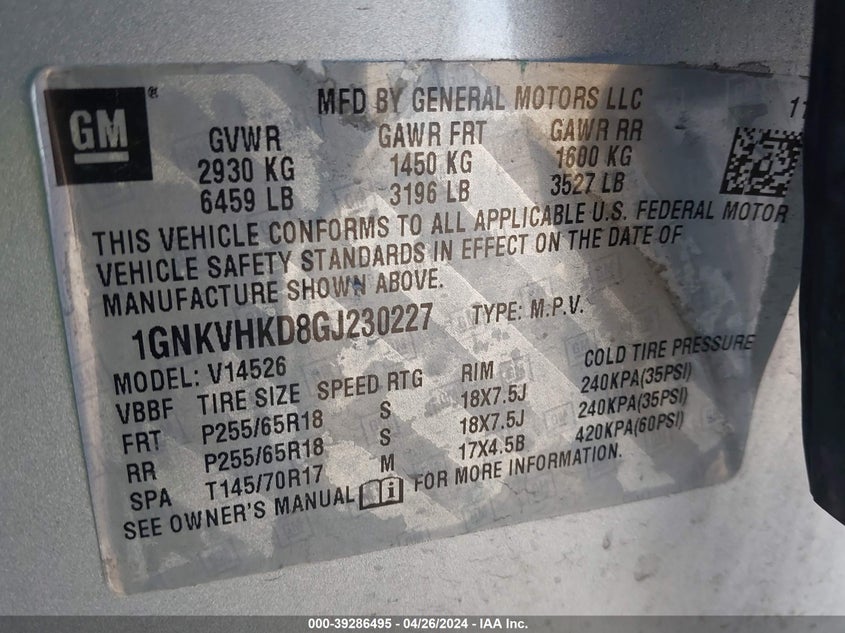 GM®
MFD BY GENERAL MOTORS LLC
11
GVWR GAWR FRT GAWR RR
2930 KG 1450 KG 1600 KG
6459 LB 3196 LB 3527 LB
THIS VEHICLE CONFORMS TO ALL APPLICABLE U.S. FEDERAL MOTOR
VEHICLE SAFETY STANDARDS IN EFFECT ON THE DATE OF
MANUFACTURE SHOWN ABOVE.
1GNKVHKD8GJ230227 TYPE: M.P.V.
MODEL: V14526
VBBF TIRE SIZE SPEED RTG RIM COLD TIRE PRESSURE
FRT P255/65R18 S 18X7.5J 240KPA(35PSI)
RR P255/65R18 S 18X7.5J 240KPA(35PSI)
SPA T145/70R17 M 17X4.5B 420KPA(60PSI)
SEE OWNER'S MANUAL i FOR MORE INFORMATION.
000-39286495 - 04/26/2024 - IAA Inc.